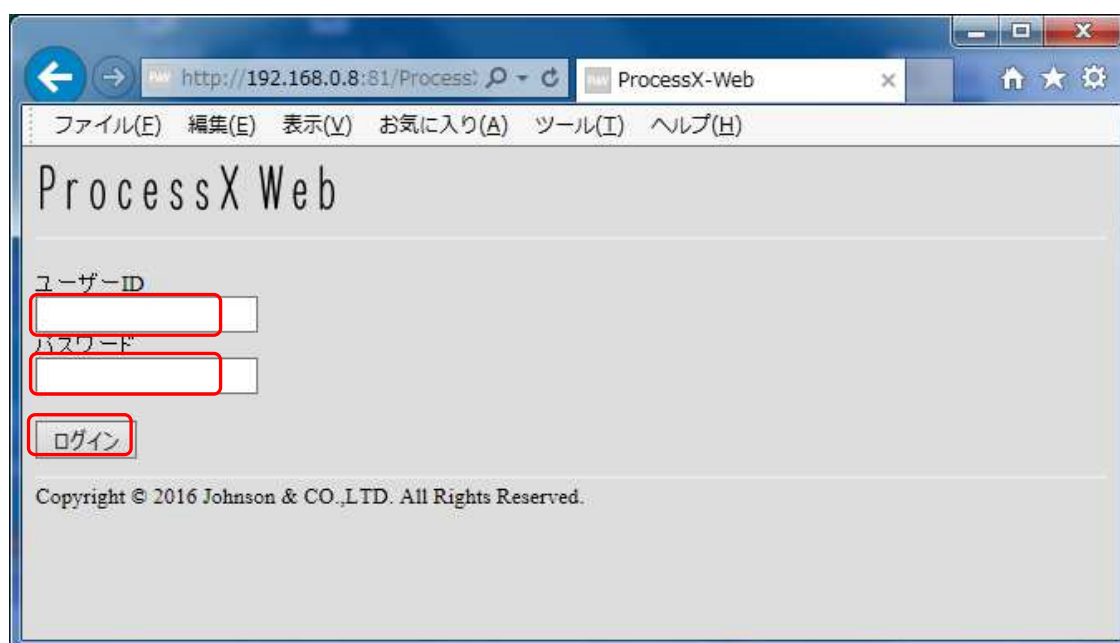 http://192.168.0.8:81/Process ProcessX-Web
ファイル(F) 編集(E) 表示(V) お気に入り(A) ツール(T) ヘルプ(H)
ProcessX Web
ユーザーID
パスワード
ログイン
Copyright © 2016 Johnson & CO.,LTD. All Rights Reserved.